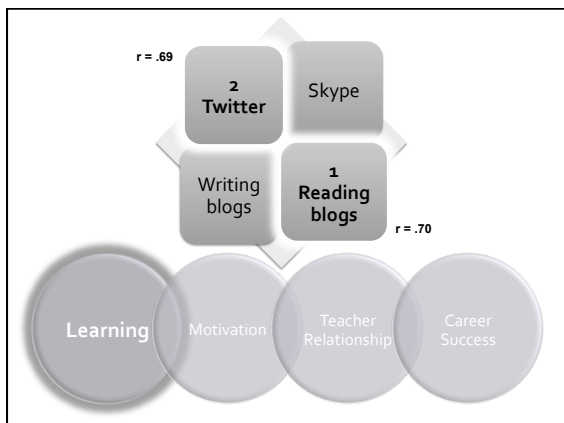 r = .69
2
Twitter
Skype
Writing
blogs
1
Reading
blogs
r = .70
Learning
Motivation
Teacher
Relationship
Career
Success